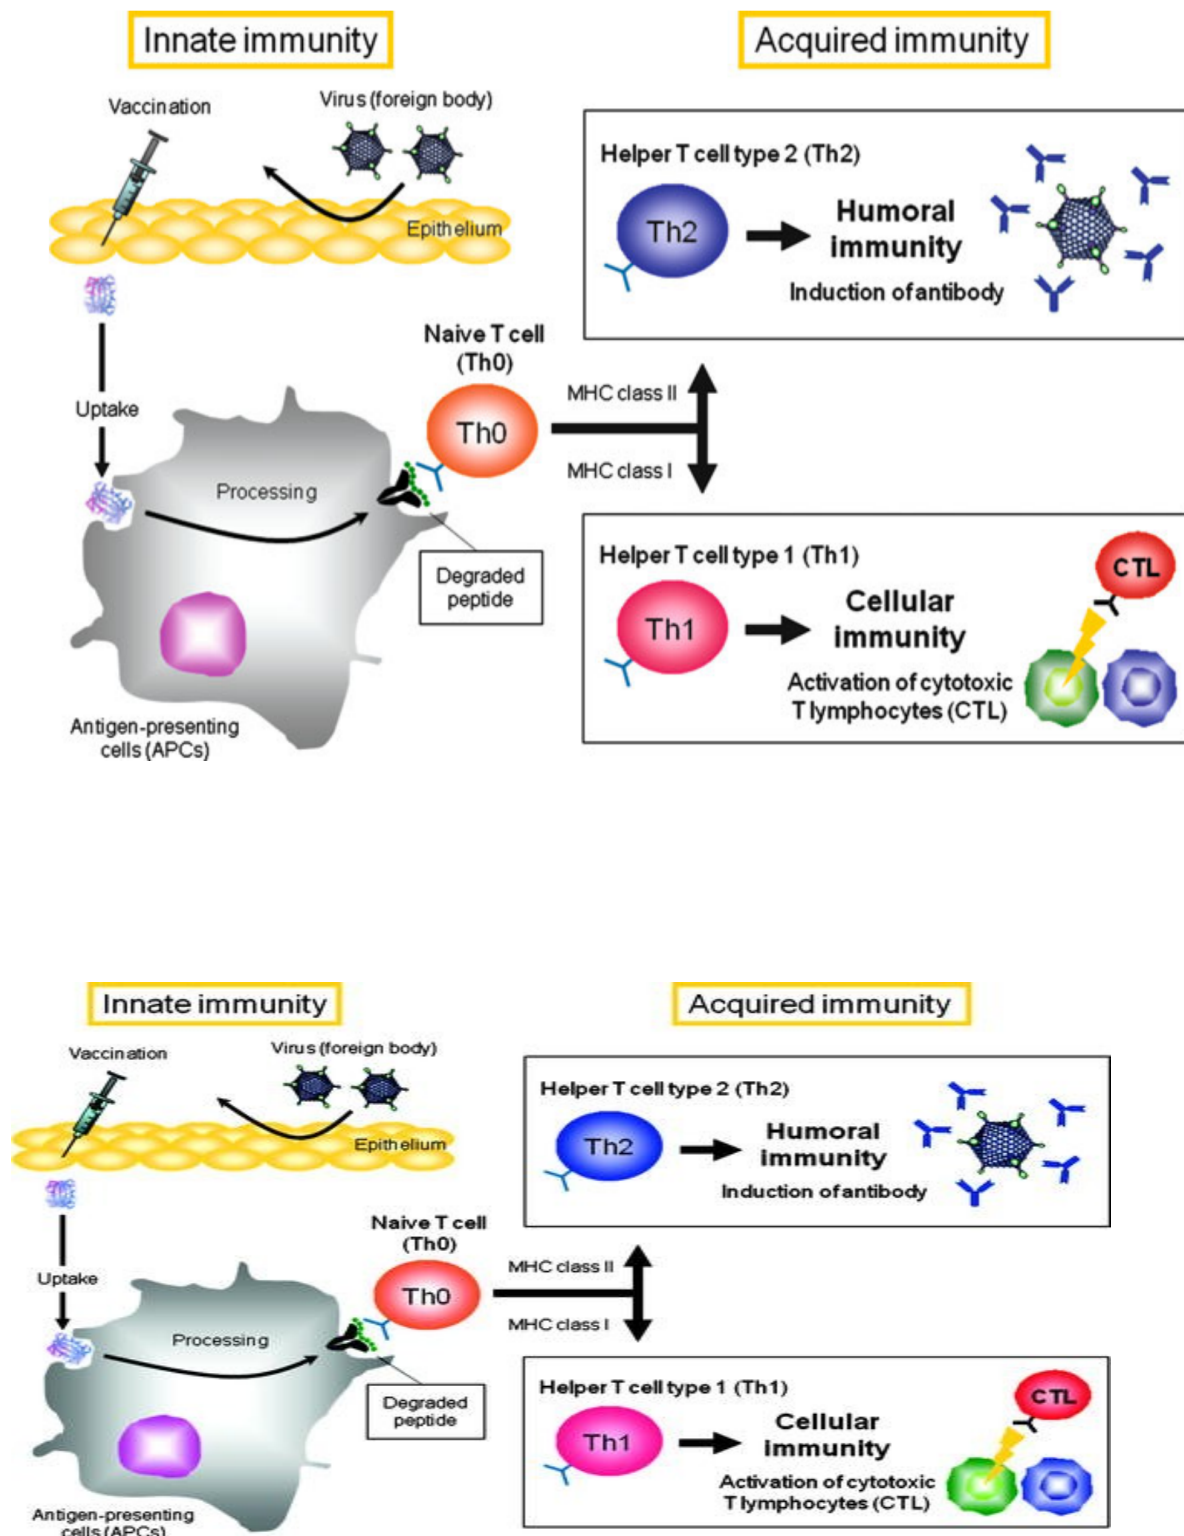 Innate immunity
Acquired immunity
Vaccination
Virus (foreign body)
Epithelium
Helper T cell type 2 (Th2)
Th2
Humoral
immunity
Induction of antibody
Naive T cell
(Th0)
Th0
MHC class II
MHC class I
Uptake
Processing
Degraded
peptide
Antigen-presenting
cells (APCs)
Helper T cell type 1 (Th1)
Th1
Cellular
immunity
Activation of cytotoxic
T lymphocytes (CTL)
CTL
Innate immunity
Acquired immunity
Vaccination
Virus (foreign body)
Epithelium
Helper T cell type 2 (Th2)
Th2
Humoral
immunity
Induction of antibody
Naive T cell
(Th0)
Th0
MHC class II
MHC class I
Uptake
Processing
Degraded
peptide
Antigen-presenting
cells (APCs)
Helper T cell type 1 (Th1)
Th1
Cellular
immunity
Activation of cytotoxic
T lymphocytes (CTL)
CTL